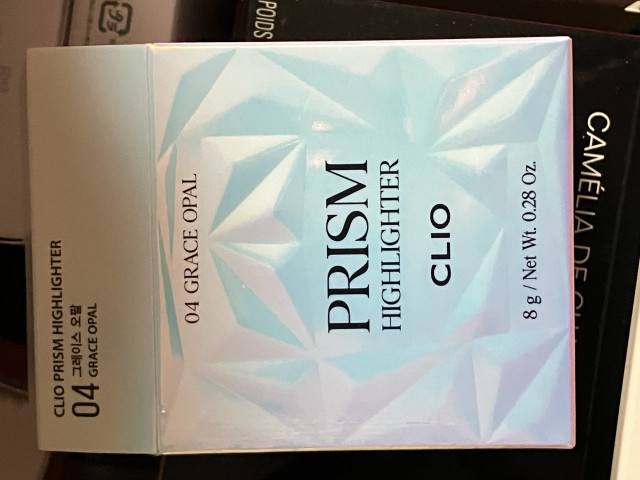 CLIO PRISM HIGHLIGHTER
04 그레이스 오팔
GRACE OPAL
04 GRACE OPAL
PRISM
HIGHLIGHTER
CLIO
8 g / Net Wt. 0.28 Oz.
POIDS
CAMÉLIA DE